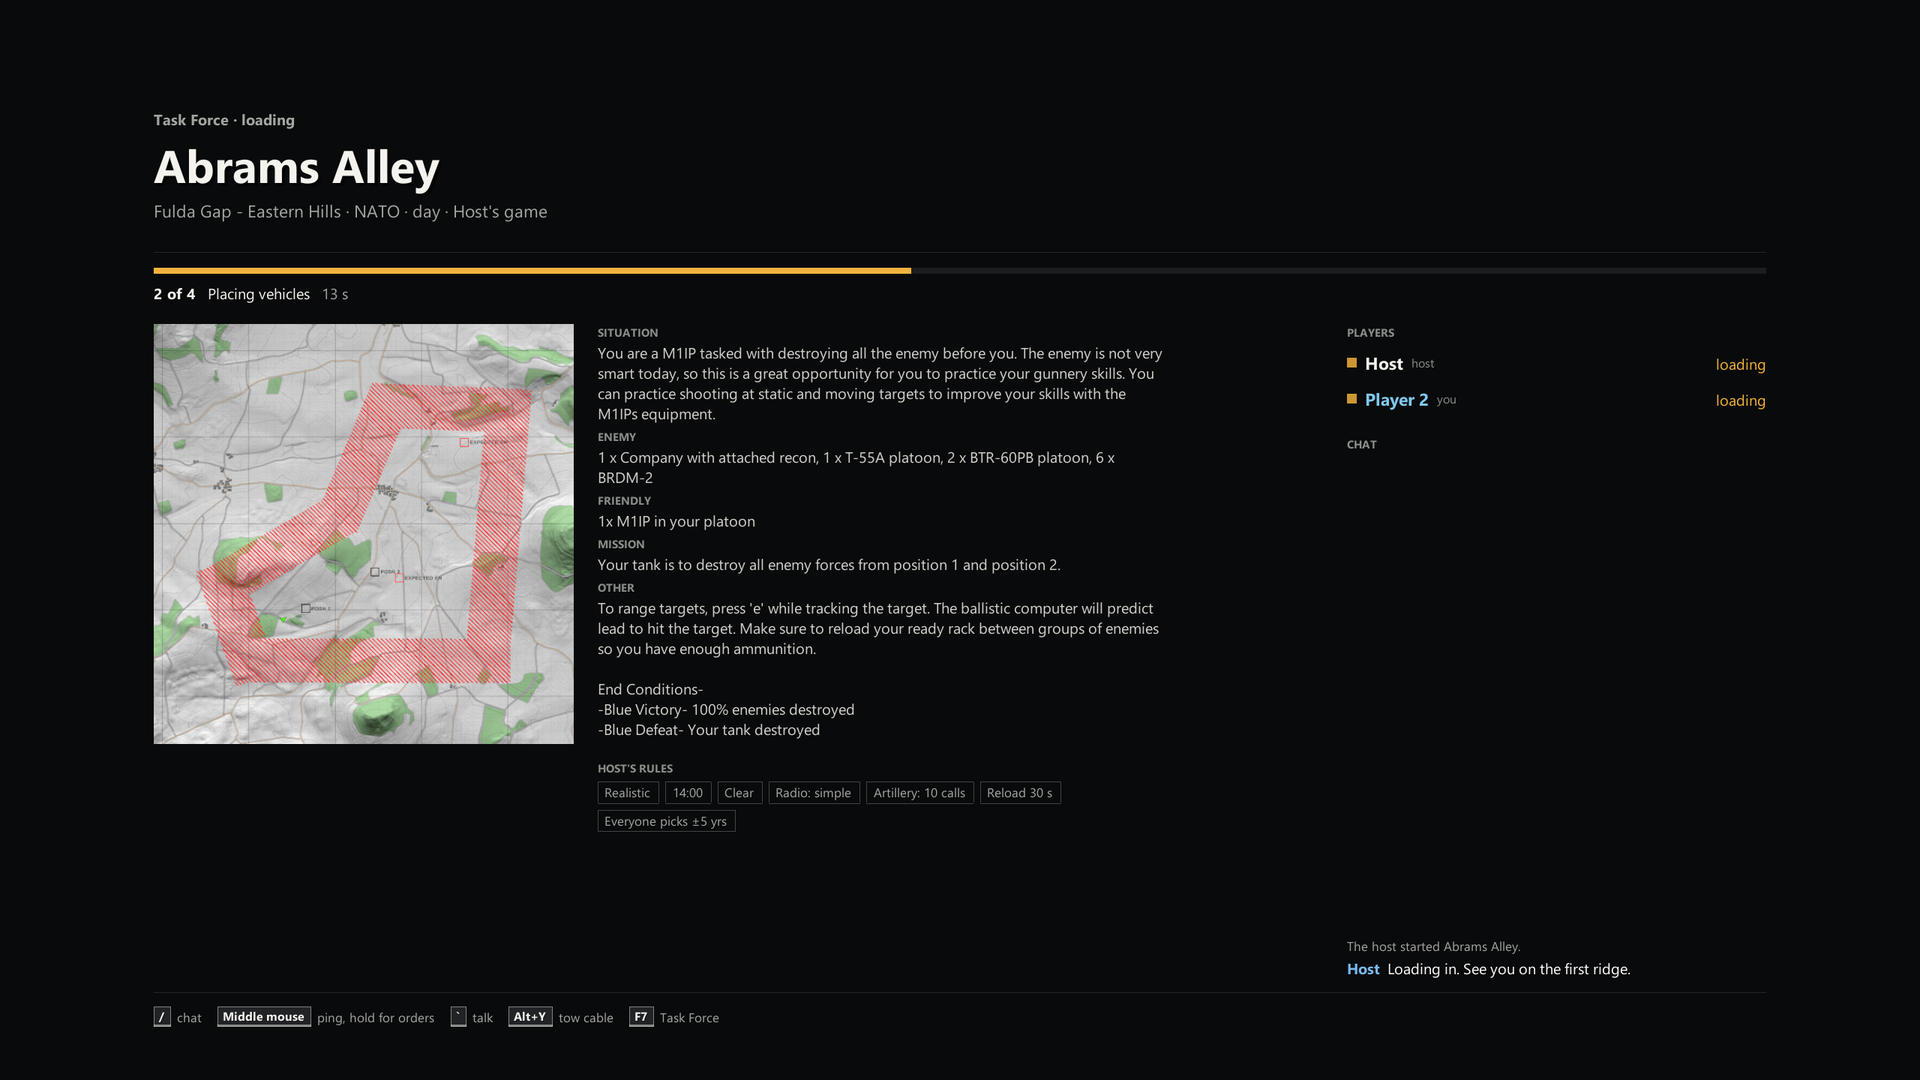 Task Force · loading
Abrams Alley
Fulda Gap - Eastern Hills · NATO · day · Host's game
2 of 4 Placing vehicles 13 s
EXPECTED EN
POSN 2
EXPECTED EN
SITUATION
You are a M1IP tasked with destroying all the enemy before you. The enemy is not very
smart today, so this is a great opportunity for you to practice your gunnery skills. You
can practice shooting at static and moving targets to improve your skills with the
M1IPs equipment.
ENEMY
1 x Company with attached recon, 1 x T-55A platoon, 2 x BTR-60PB platoon, 6 x
BRDM-2
FRIENDLY
1x M1IP in your platoon
MISSION
Your tank is to destroy all enemy forces from position 1 and position 2.
OTHER
To range targets, press 'e' while tracking the target. The ballistic computer will predict
lead to hit the target. Make sure to reload your ready rack between groups of enemies
so you have enough ammunition.
End Conditions-
-Blue Victory- 100% enemies destroyed
-Blue Defeat- Your tank destroyed
HOST'S RULES
Realistic 14:00 Clear Radio: simple Artillery: 10 calls Reload 30 s
Everyone picks ±5 yrs
PLAYERS
Host host loading
Player 2 you loading
CHAT
The host started Abrams Alley.
Host Loading in. See you on the first ridge.
/ chat Middle mouse ping, hold for orders ` talk Alt+Y tow cable F7 Task Force